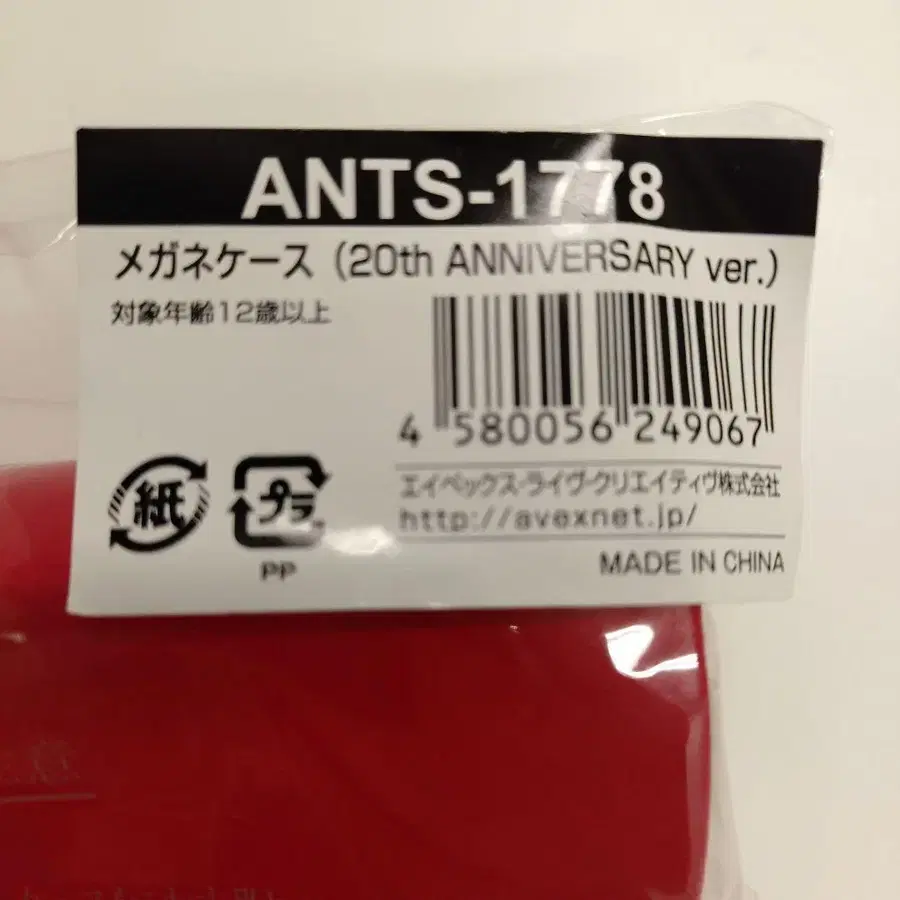 ANTS-1778
メガネケース（20th ANNIVERSARY ver.）
対象年齢12歳以上
4 580056 249067
紙
プラ
PP
エイベックス・ライヴ・クリエイティヴ株式会社
http://avexnet.jp/
MADE IN CHINA